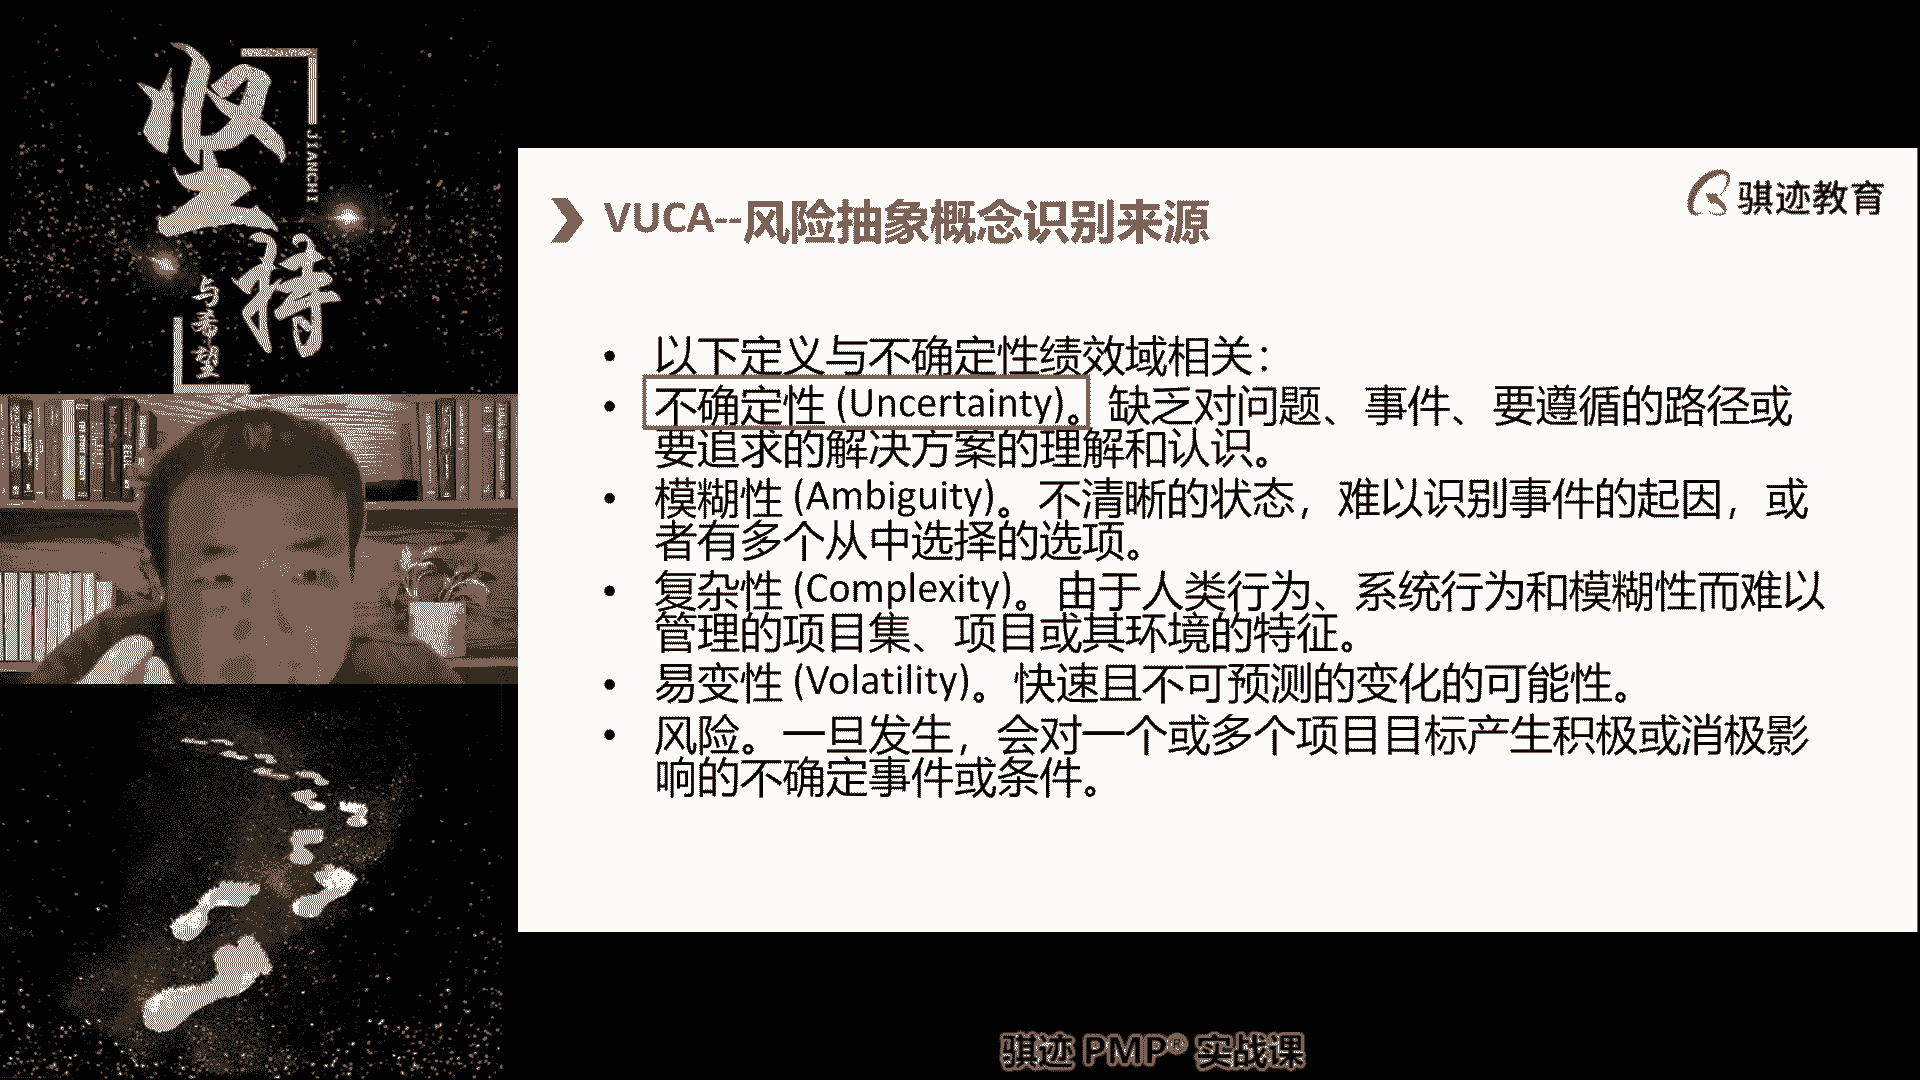 坚持
JIANCHI
与希望
骐迹教育
VUCA--风险抽象概念识别来源
• 以下定义与不确定性绩效域相关：
• 不确定性 (Uncertainty)。缺乏对问题、事件、要遵循的路径或
要追求的解决方案的理解和认识。
• 模糊性 (Ambiguity)。不清晰的状态，难以识别事件的起因，或
者有多个从中选择的选项。
• 复杂性 (Complexity)。由于人类行为、系统行为和模糊性而难以
管理的项目集、项目或其环境的特征。
• 易变性 (Volatility)。快速且不可预测的变化的可能性。
• 风险。一旦发生，会对一个或多个项目目标产生积极或消极影
响的不确定事件或条件。
骐迹 PMP® 实战课